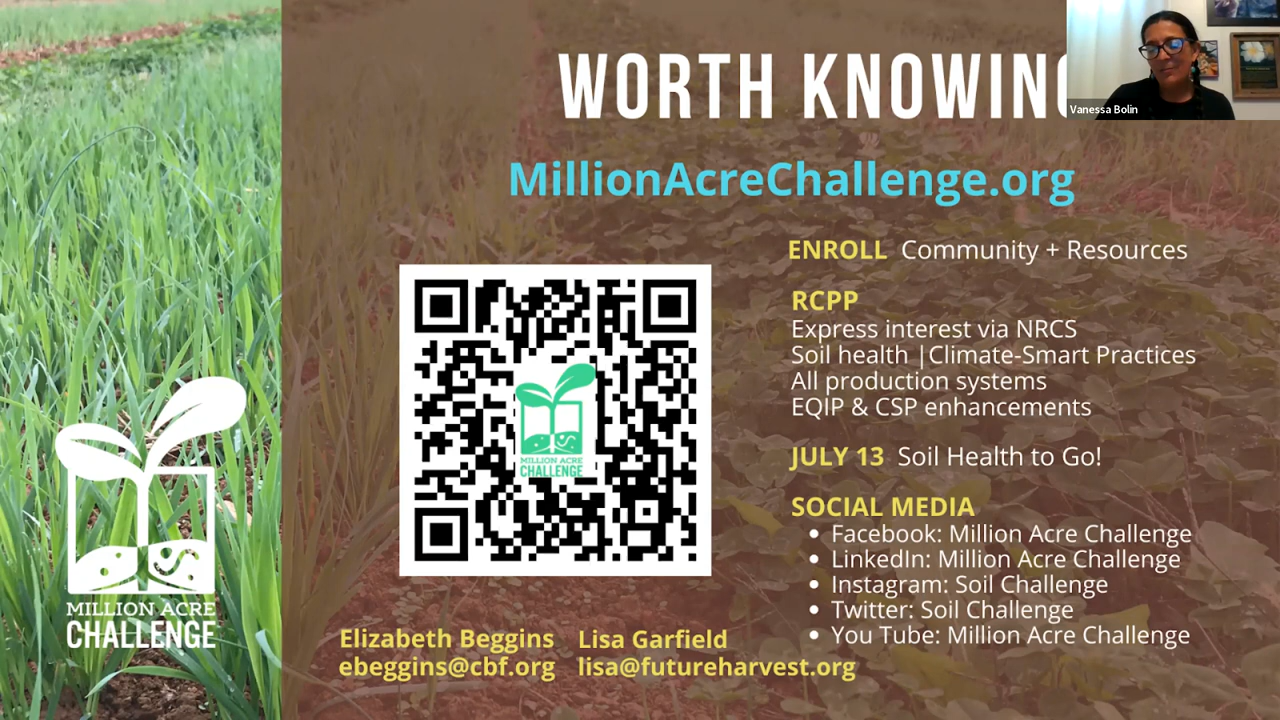 WORTH KNOWING
Vanessa Bolin
MillionAcreChallenge.org
ENROLL Community + Resources
RCPP
Express interest via NRCS
Soil health |Climate-Smart Practices
All production systems
EQIP & CSP enhancements
JULY 13 Soil Health to Go!
SOCIAL MEDIA
• Facebook: Million Acre Challenge
• LinkedIn: Million Acre Challenge
• Instagram: Soil Challenge
• Twitter: Soil Challenge
• You Tube: Million Acre Challenge
MILLION ACRE
CHALLENGE
MILLION ACRE
CHALLENGE
Elizabeth Beggins Lisa Garfield
ebeggins@cbf.org lisa@futureharvest.org